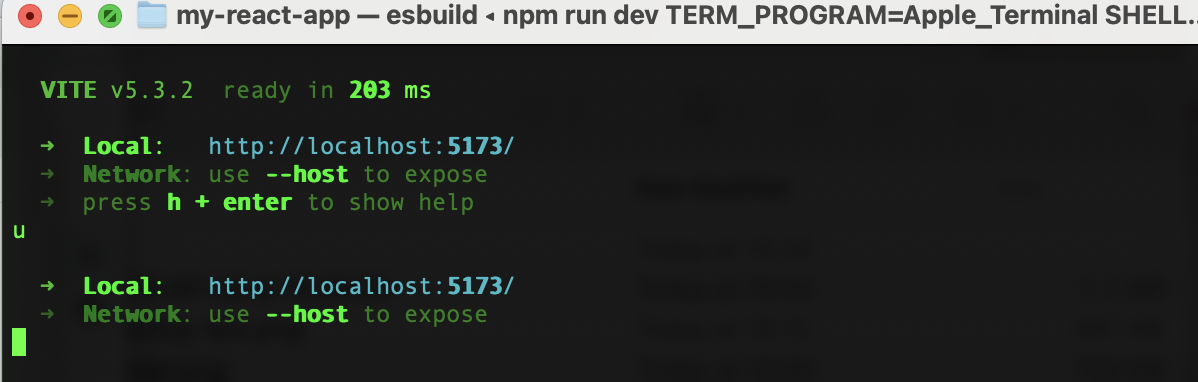 my-react-app — esbuild ◂ npm run dev TERM_PROGRAM=Apple_Terminal SHELL...
VITE v5.3.2  ready in 203 ms
➜  Local:   http://localhost:5173/
➜  Network: use --host to expose
➜  press h + enter to show help
u
➜  Local:   http://localhost:5173/
➜  Network: use --host to expose